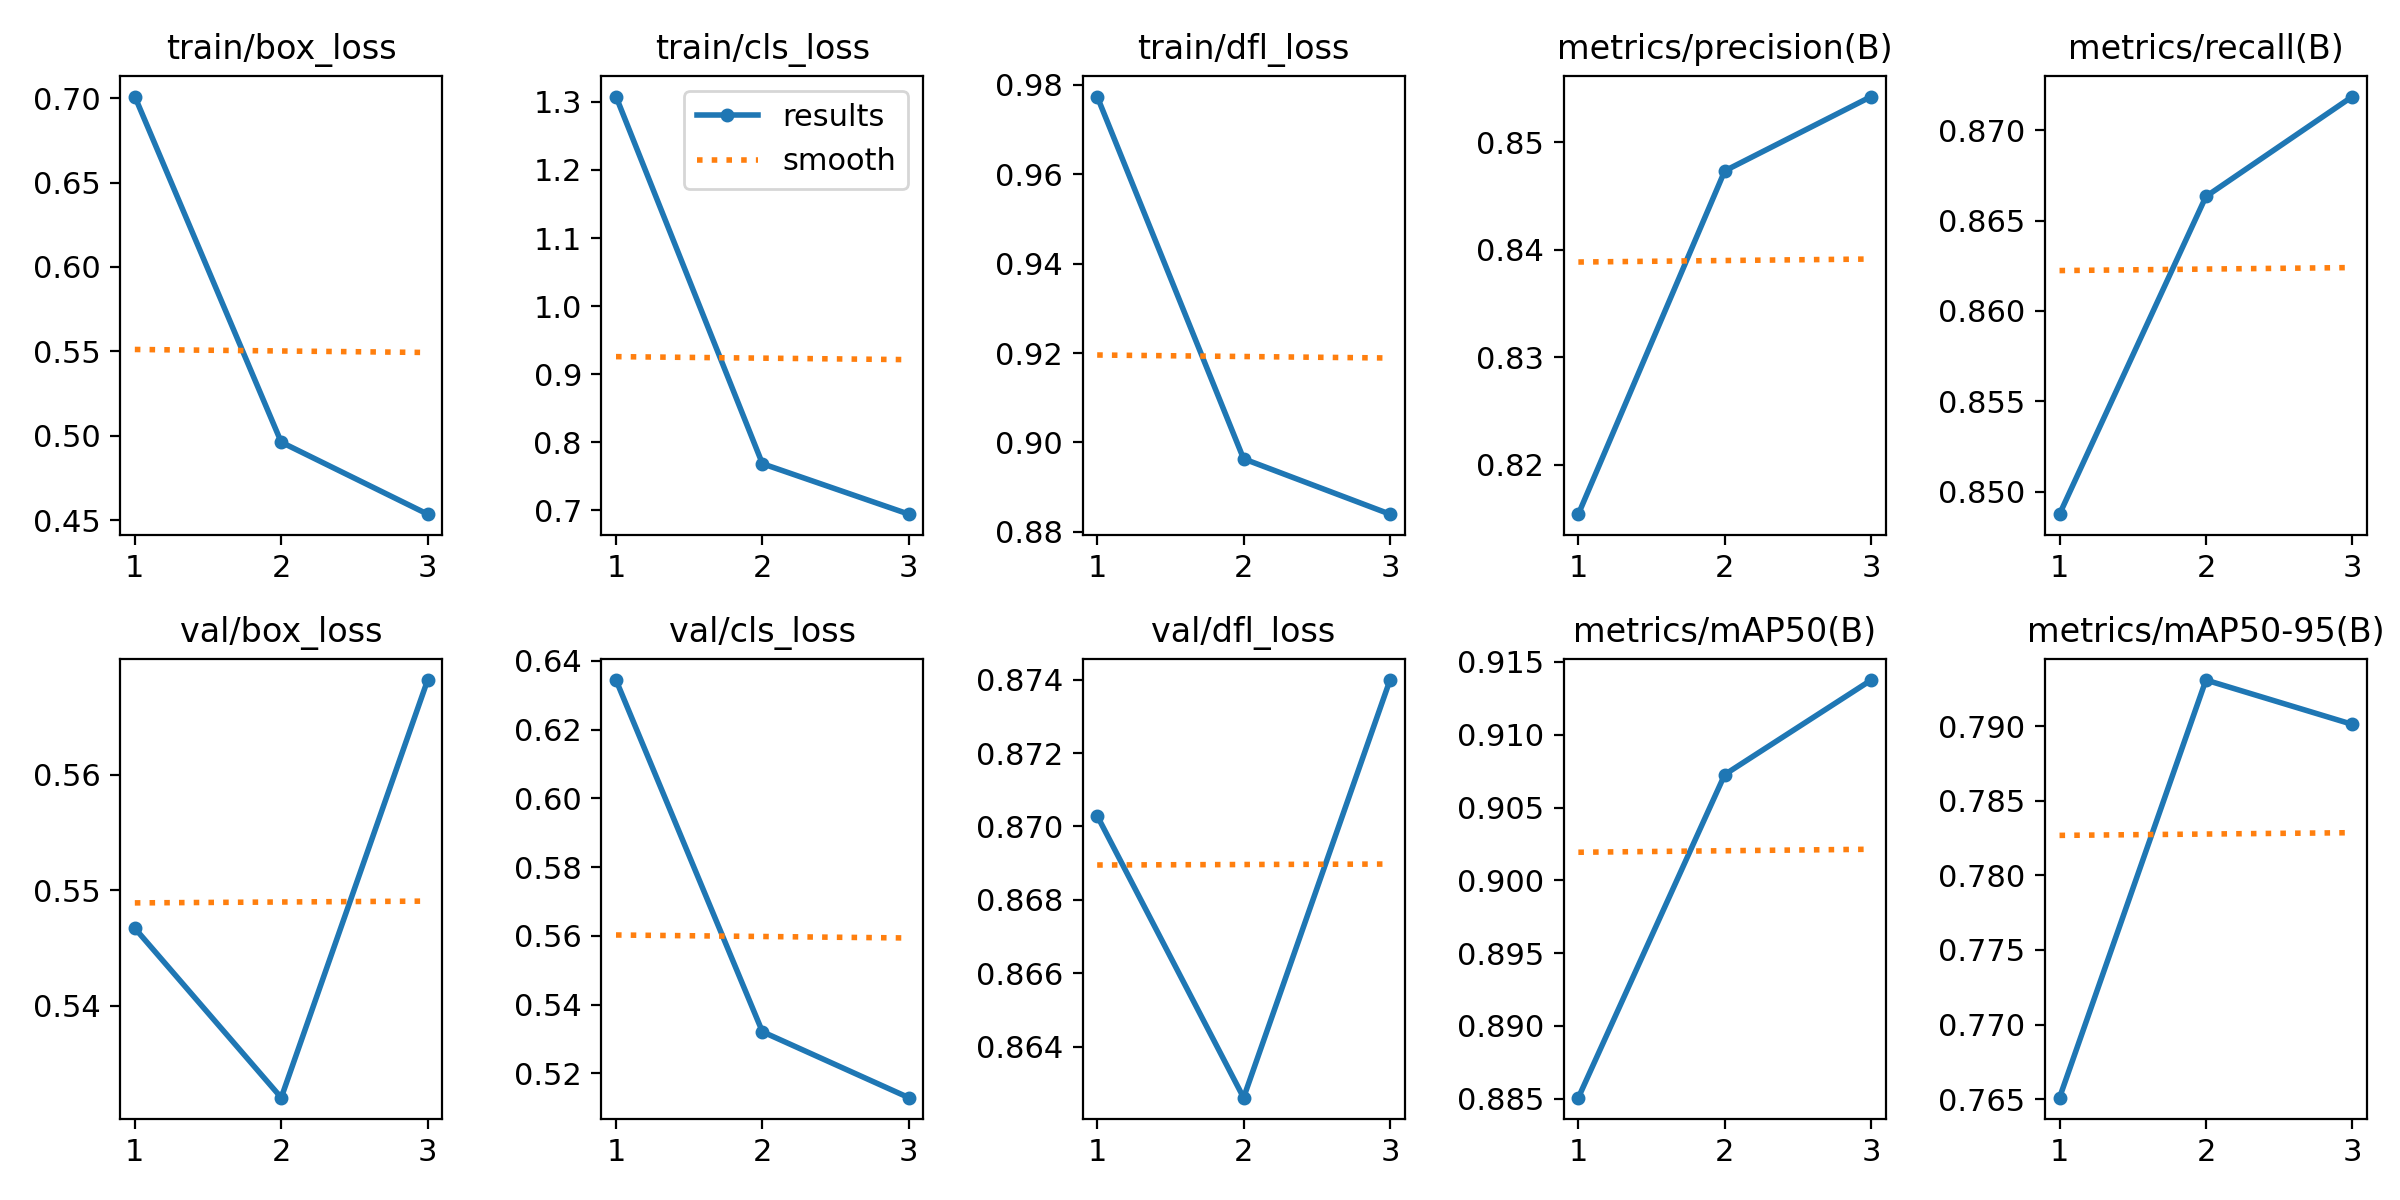 train/box_loss
0.70
0.65
0.60
0.55
0.50
0.45
1 2 3
train/cls_loss
1.3
1.2
1.1
1.0
0.9
0.8
0.7
results
smooth
1 2 3
train/dfl_loss
0.98
0.96
0.94
0.92
0.90
0.88
1 2 3
metrics/precision(B)
0.85
0.84
0.83
0.82
1 2 3
metrics/recall(B)
0.870
0.865
0.860
0.855
0.850
1 2 3
val/box_loss
0.56
0.55
0.54
1 2 3
val/cls_loss
0.64
0.62
0.60
0.58
0.56
0.54
0.52
1 2 3
val/dfl_loss
0.874
0.872
0.870
0.868
0.866
0.864
1 2 3
metrics/mAP50(B)
0.915
0.910
0.905
0.900
0.895
0.890
0.885
1 2 3
metrics/mAP50-95(B)
0.790
0.785
0.780
0.775
0.770
0.765
1 2 3